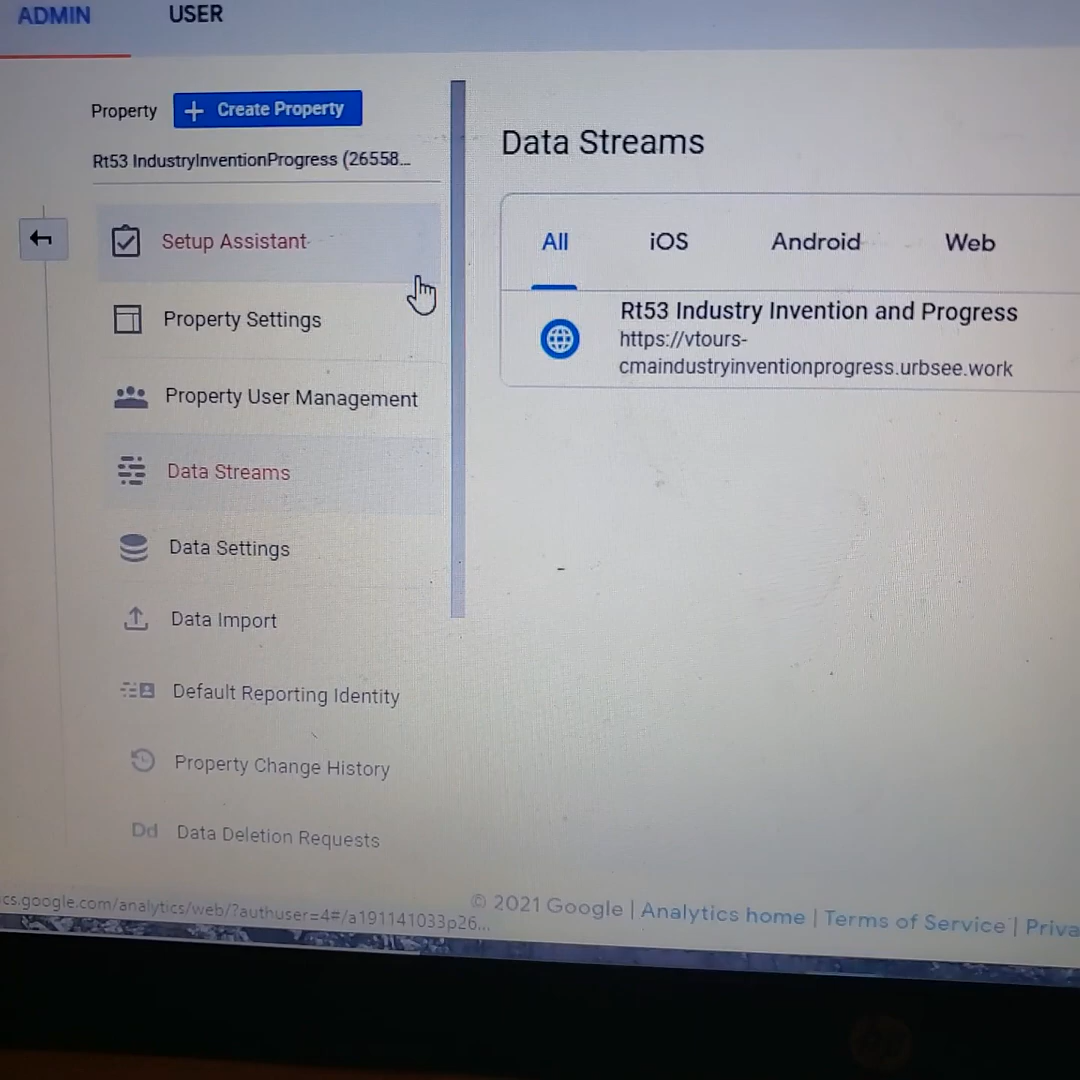 ADMIN USER
Property + Create Property
Rt53 IndustryInventionProgress (26558...
Setup Assistant
Property Settings
Property User Management
Data Streams
Data Settings
Data Import
Default Reporting Identity
Property Change History
Dd Data Deletion Requests
Data Streams
All iOS Android Web
Rt53 Industry Invention and Progress
https://vtours-
cmaindustryinventionprogress.urbsee.work
cs.google.com/analytics/web/?authuser=4#/a191141033p26...
© 2021 Google | Analytics home | Terms of Service | Priva